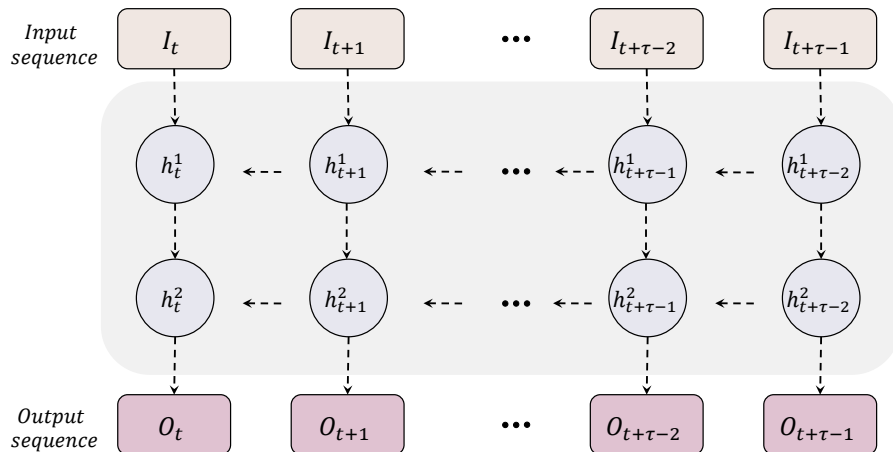 Input sequence
I_t I_{t+1} ••• I_{t+τ−2} I_{t+τ−1}
h_t^1 h_{t+1}^1 ••• h_{t+τ−1}^1 h_{t+τ−2}^1
h_t^2 h_{t+1}^2 ••• h_{t+τ−1}^2 h_{t+τ−2}^2
Output sequence
O_t O_{t+1} ••• O_{t+τ−2} O_{t+τ−1}